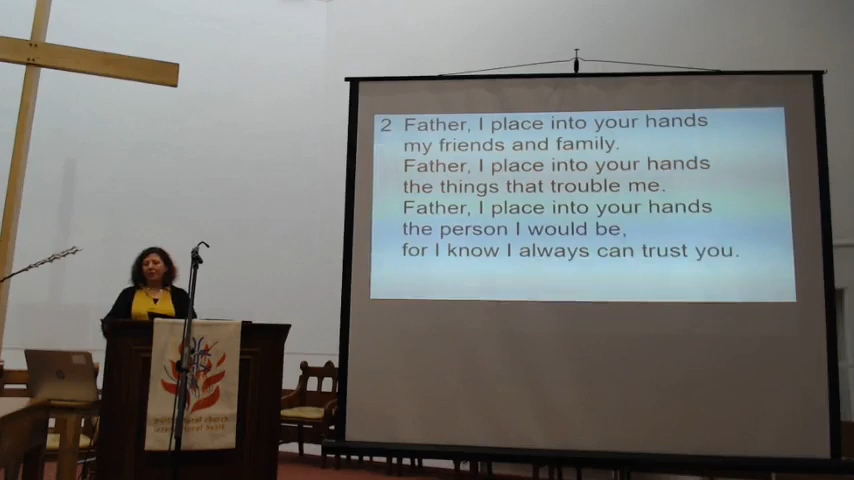 2 Father, I place into your hands
my friends and family.
Father, I place into your hands
the things that trouble me.
Father, I place into your hands
the person I would be,
for I know I always can trust you.